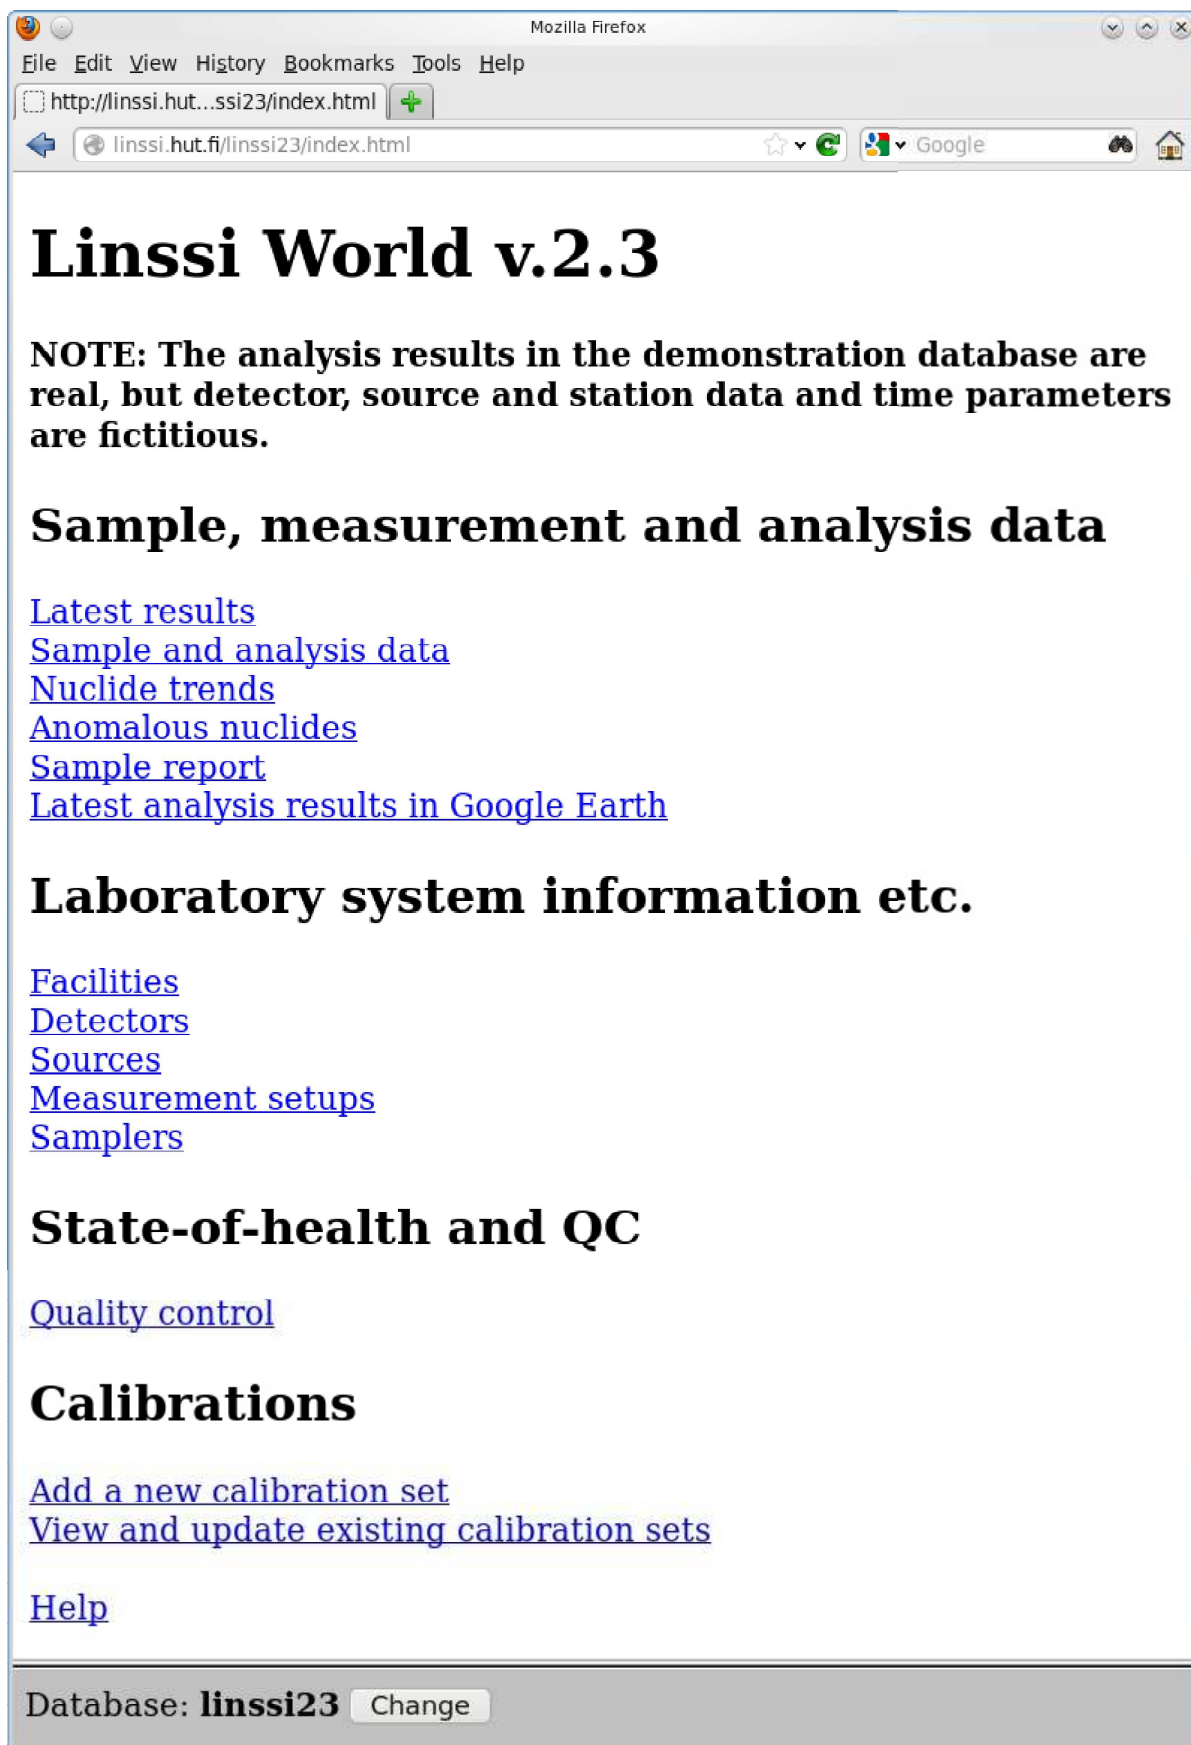 Mozilla Firefox
File Edit View History Bookmarks Tools Help
http://linssi.hut...ssi23/index.html
linssi.hut.fi/linssi23/index.html Google
Linssi World v.2.3
NOTE: The analysis results in the demonstration database are
real, but detector, source and station data and time parameters
are fictitious.
Sample, measurement and analysis data
Latest results
Sample and analysis data
Nuclide trends
Anomalous nuclides
Sample report
Latest analysis results in Google Earth
Laboratory system information etc.
Facilities
Detectors
Sources
Measurement setups
Samplers
State-of-health and QC
Quality control
Calibrations
Add a new calibration set
View and update existing calibration sets
Help
Database: linssi23 Change